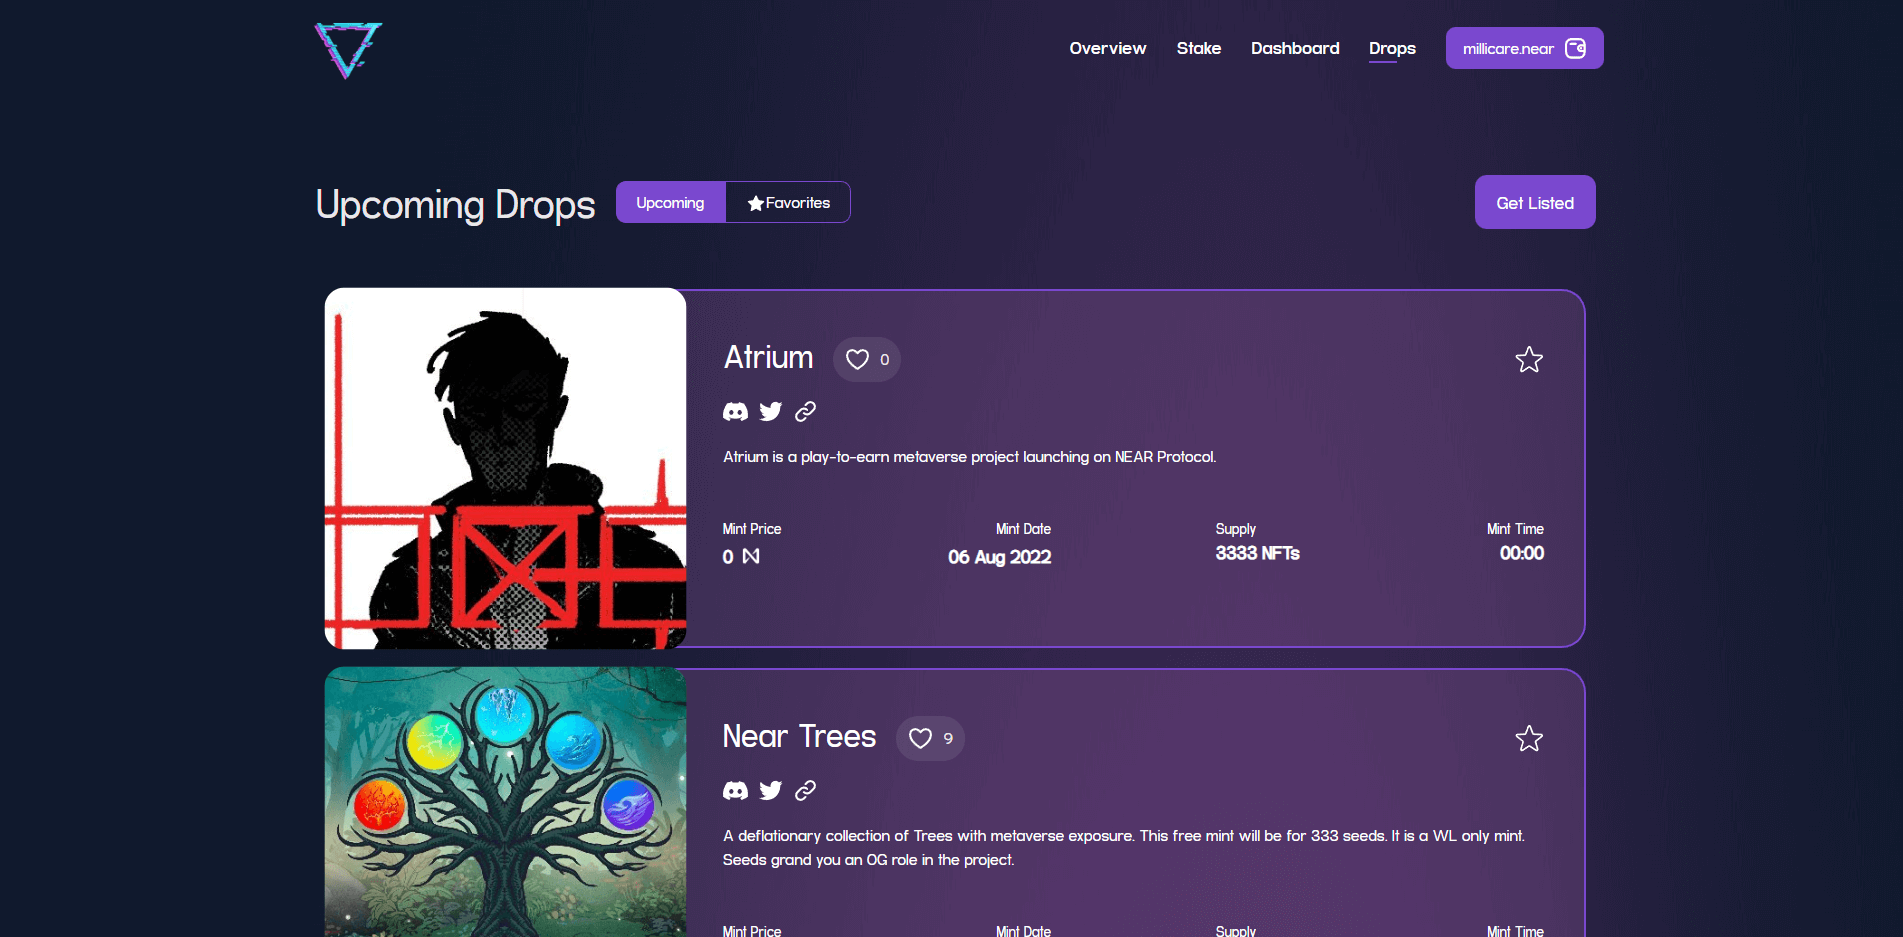 Overview Stake Dashboard Drops millicare.near
Upcoming Drops Upcoming Favorites Get Listed
Atrium 0
Atrium is a play-to-earn metaverse project launching on NEAR Protocol.
Mint Price Mint Date Supply Mint Time
0 06 Aug 2022 3333 NFTs 00:00
Near Trees 9
A deflationary collection of Trees with metaverse exposure. This free mint will be for 333 seeds. It is a WL only mint.
Seeds grand you an OG role in the project.
Mint Price Mint Date Supply Mint Time